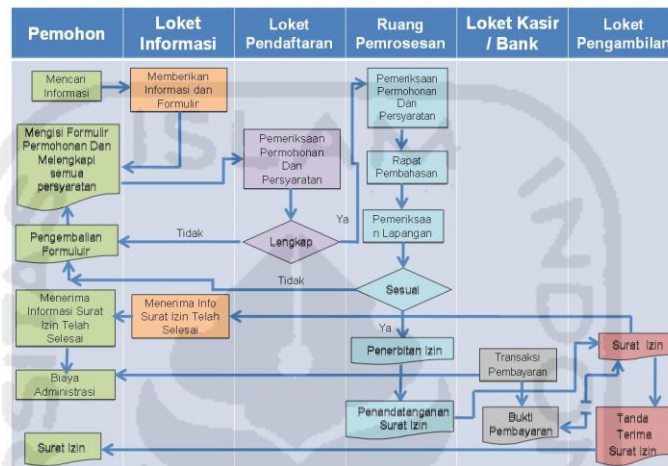 Pemohon
Loket
Informasi
Loket
Pendaftaran
Ruang
Pemrosesan
Loket Kasir
/ Bank
Loket
Pengambilan
Mencari
Informasi
Memberikan
Informasi dan
Formulir
Pemeriksaan
Permohonan
Dan
Persyaratan
Mengisi Formulir
Permohonan Dan
Melengkapi
semua
persyaratan
Pemeriksaan
Permohonan
Dan
Persyaratan
Rapat
Pembahasan
Ya
Pemeriksaa
n Lapangan
Pengembalian
Formuluir
Tidak
Lengkap
Tidak
Sesuai
Menerima
Informasi Surat
Izin Telah
Selesai
Menerima Info
Surat Izin Telah
Selesai
Ya
Penerbitan Izin
Transaksi
Pembayaran
Surat Izin
Biaya
Administrasi
Penandatanganan
Surat Izin
Bukti
Pembayaran
Tanda
Terima
Surat Izin
Surat Izin
ISLAM
INDO